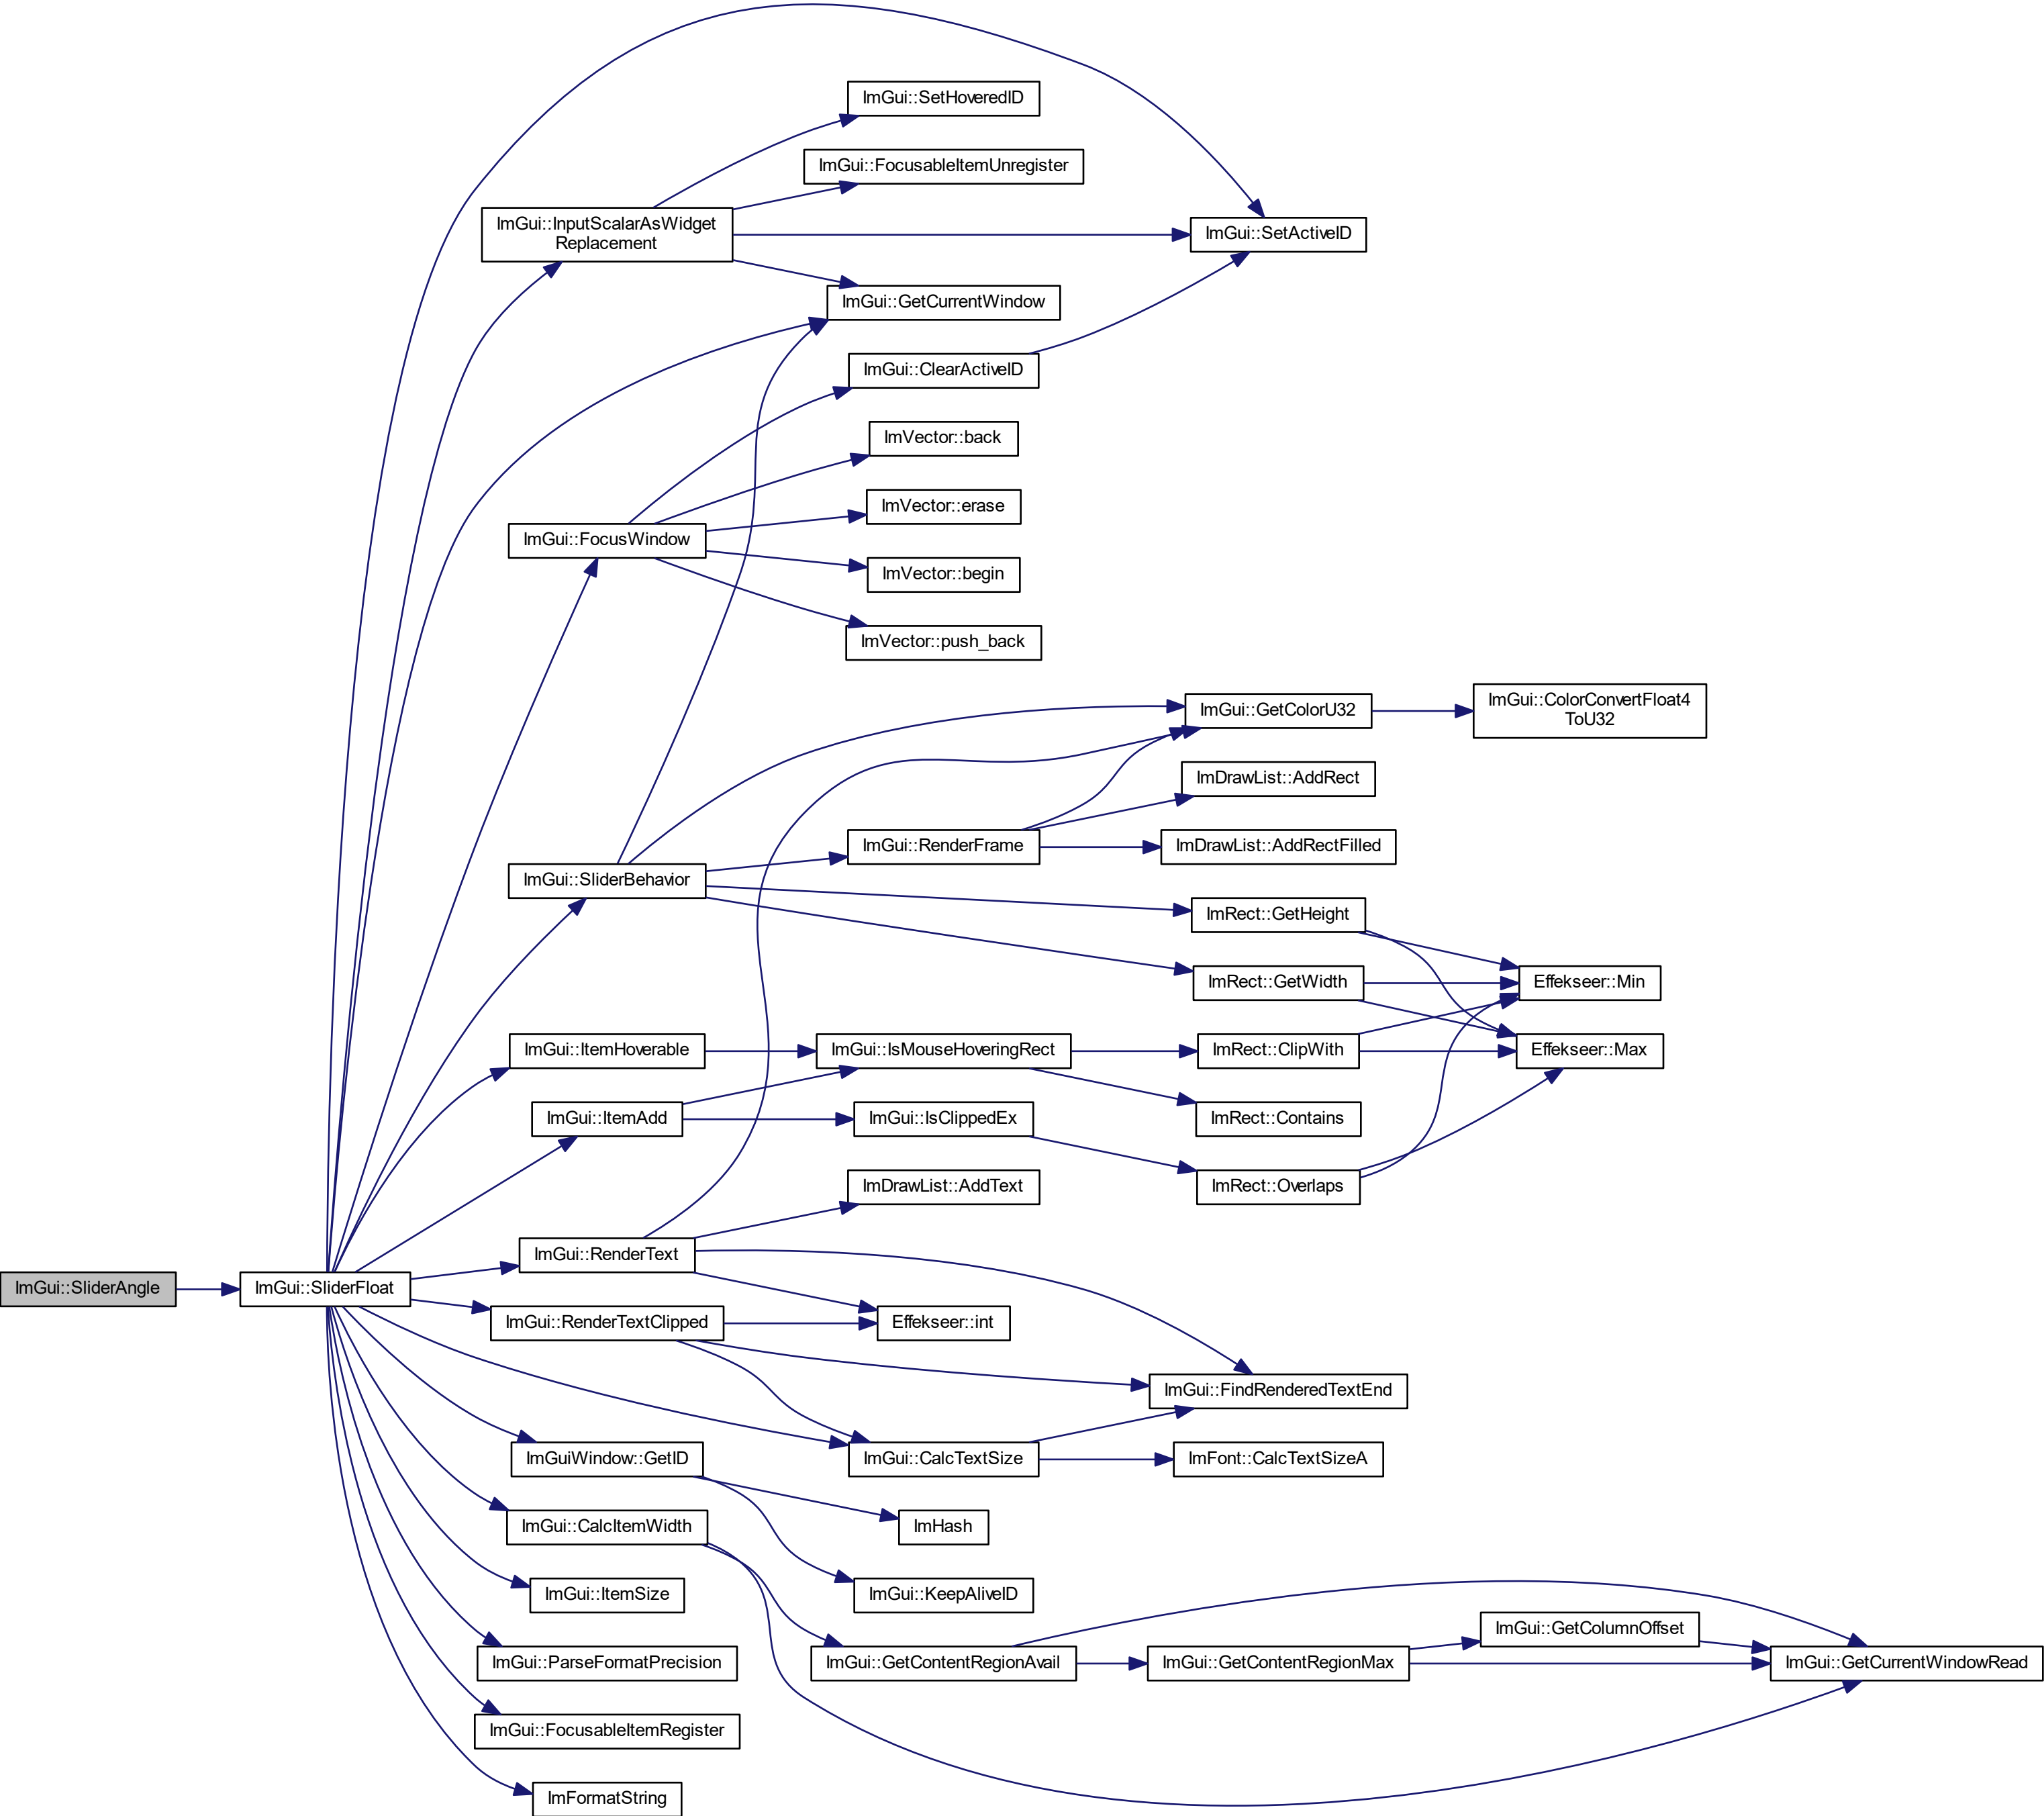 ImGui::SetHoveredID
ImGui::FocusableItemUnregister
ImGui::InputScalarAsWidget
Replacement
ImGui::SetActiveID
ImGui::GetCurrentWindow
ImGui::ClearActiveID
ImVector::back
ImVector::erase
ImGui::FocusWindow
ImVector::begin
ImVector::push_back
ImGui::GetColorU32
ImGui::ColorConvertFloat4
ToU32
ImDrawList::AddRect
ImGui::RenderFrame
ImDrawList::AddRectFilled
ImGui::SliderBehavior
ImRect::GetHeight
ImRect::GetWidth
Effekseer::Min
ImGui::ItemHoverable
ImGui::IsMouseHoveringRect
ImRect::ClipWith
Effekseer::Max
ImGui::ItemAdd
ImGui::IsClippedEx
ImRect::Contains
ImDrawList::AddText
ImRect::Overlaps
ImGui::RenderText
ImGui::SliderAngle
ImGui::SliderFloat
ImGui::RenderTextClipped
Effekseer::int
ImGui::FindRenderedTextEnd
ImGuiWindow::GetID
ImGui::CalcTextSize
ImFont::CalcTextSizeA
ImGui::CalcItemWidth
ImHash
ImGui::ItemSize
ImGui::KeepAliveID
ImGui::GetColumnOffset
ImGui::ParseFormatPrecision
ImGui::GetContentRegionAvail
ImGui::GetContentRegionMax
ImGui::GetCurrentWindowRead
ImGui::FocusableItemRegister
ImFormatString